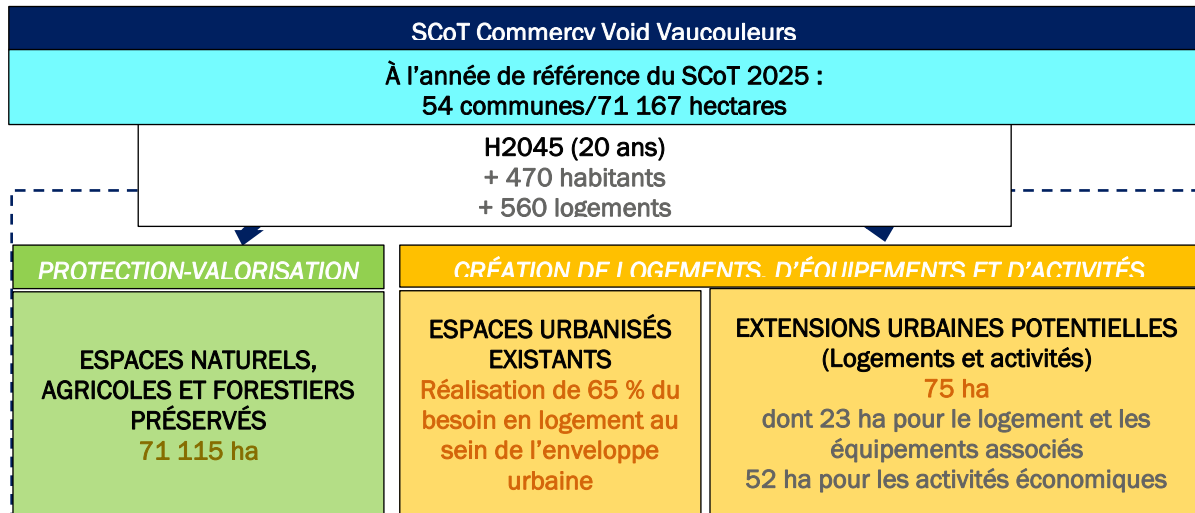 SCoT Commercy Void Vaucouleurs
À l'année de référence du SCoT 2025 :
54 communes/71 167 hectares
H2045 (20 ans)
+ 470 habitants
+ 560 logements
PROTECTION-VALORISATION
CRÉATION DE LOGEMENTS, D'ÉQUIPEMENTS ET D'ACTIVITÉS
ESPACES NATURELS,
AGRICOLES ET FORESTIERS
PRÉSERVÉS
71 115 ha
ESPACES URBANISÉS
EXISTANTS
Réalisation de 65 % du
besoin en logement au
sein de l'enveloppe
urbaine
EXTENSIONS URBAINES POTENTIELLES
(Logements et activités)
75 ha
dont 23 ha pour le logement et les
équipements associés
52 ha pour les activités économiques